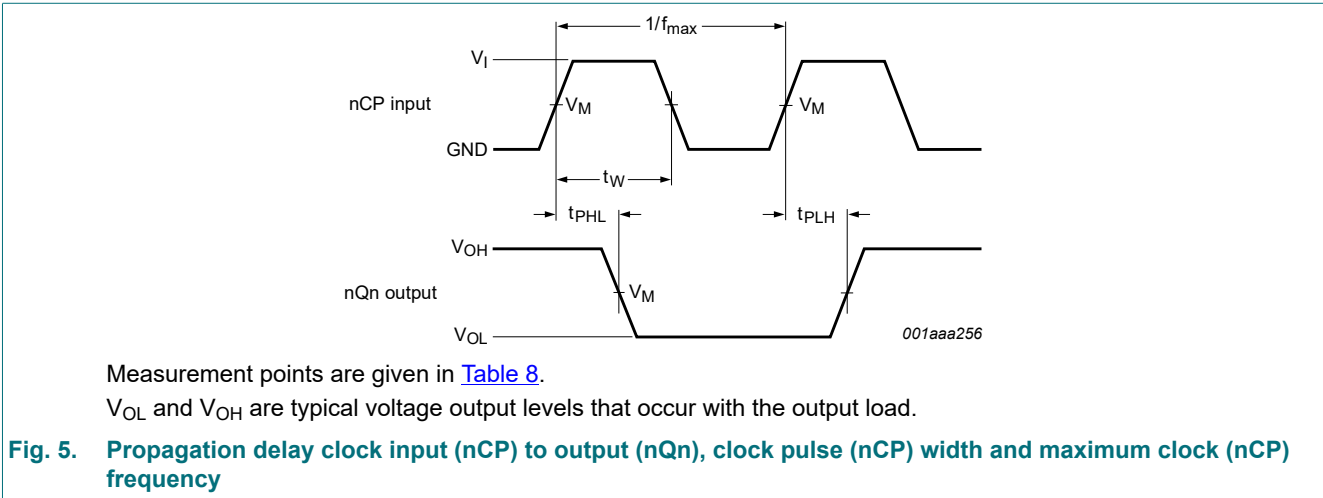 1/fmax
VI
nCP input
VM
VM
GND
tW
tPHL
tPLH
VOH
nQn output
VM
VOL
001aaa256
Measurement points are given in Table 8.
VOL and VOH are typical voltage output levels that occur with the output load.
Fig. 5. Propagation delay clock input (nCP) to output (nQn), clock pulse (nCP) width and maximum clock (nCP)
frequency